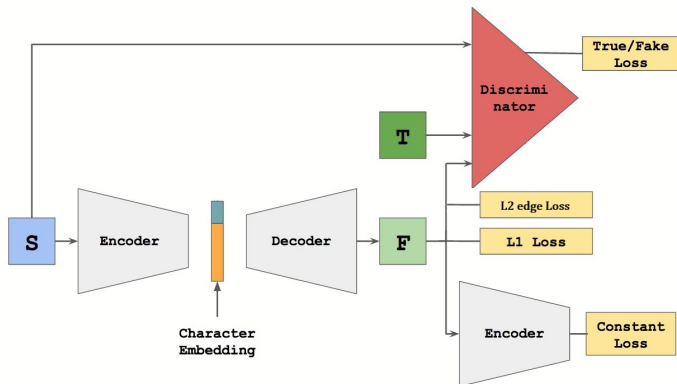 True/Fake
Loss
Discrimi
nator
T
L2 edge Loss
S
Encoder
Decoder
F
L1 Loss
Character
Embedding
Encoder
Constant
Loss